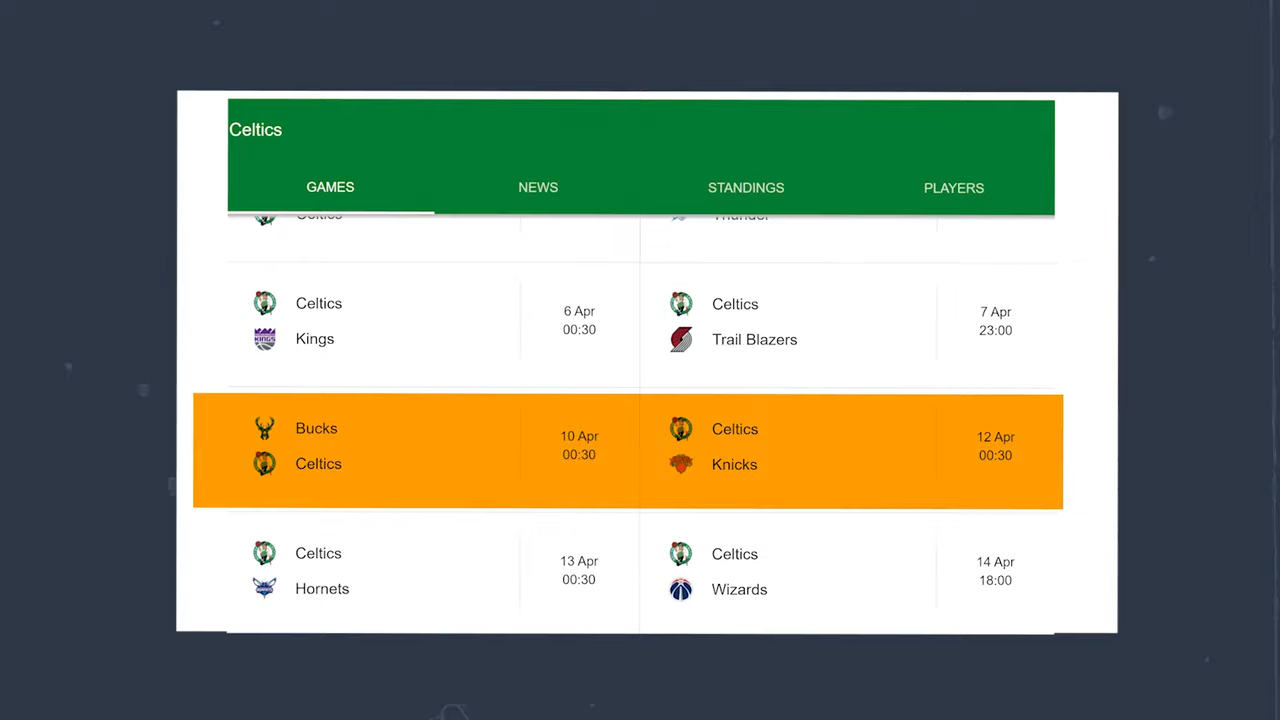 Celtics
GAMES NEWS STANDINGS PLAYERS
Celtics
Thunder
Celtics
Kings
6 Apr
00:30
Celtics
Trail Blazers
7 Apr
23:00
Bucks
Celtics
10 Apr
00:30
Celtics
Knicks
12 Apr
00:30
Celtics
Hornets
13 Apr
00:30
Celtics
Wizards
14 Apr
18:00